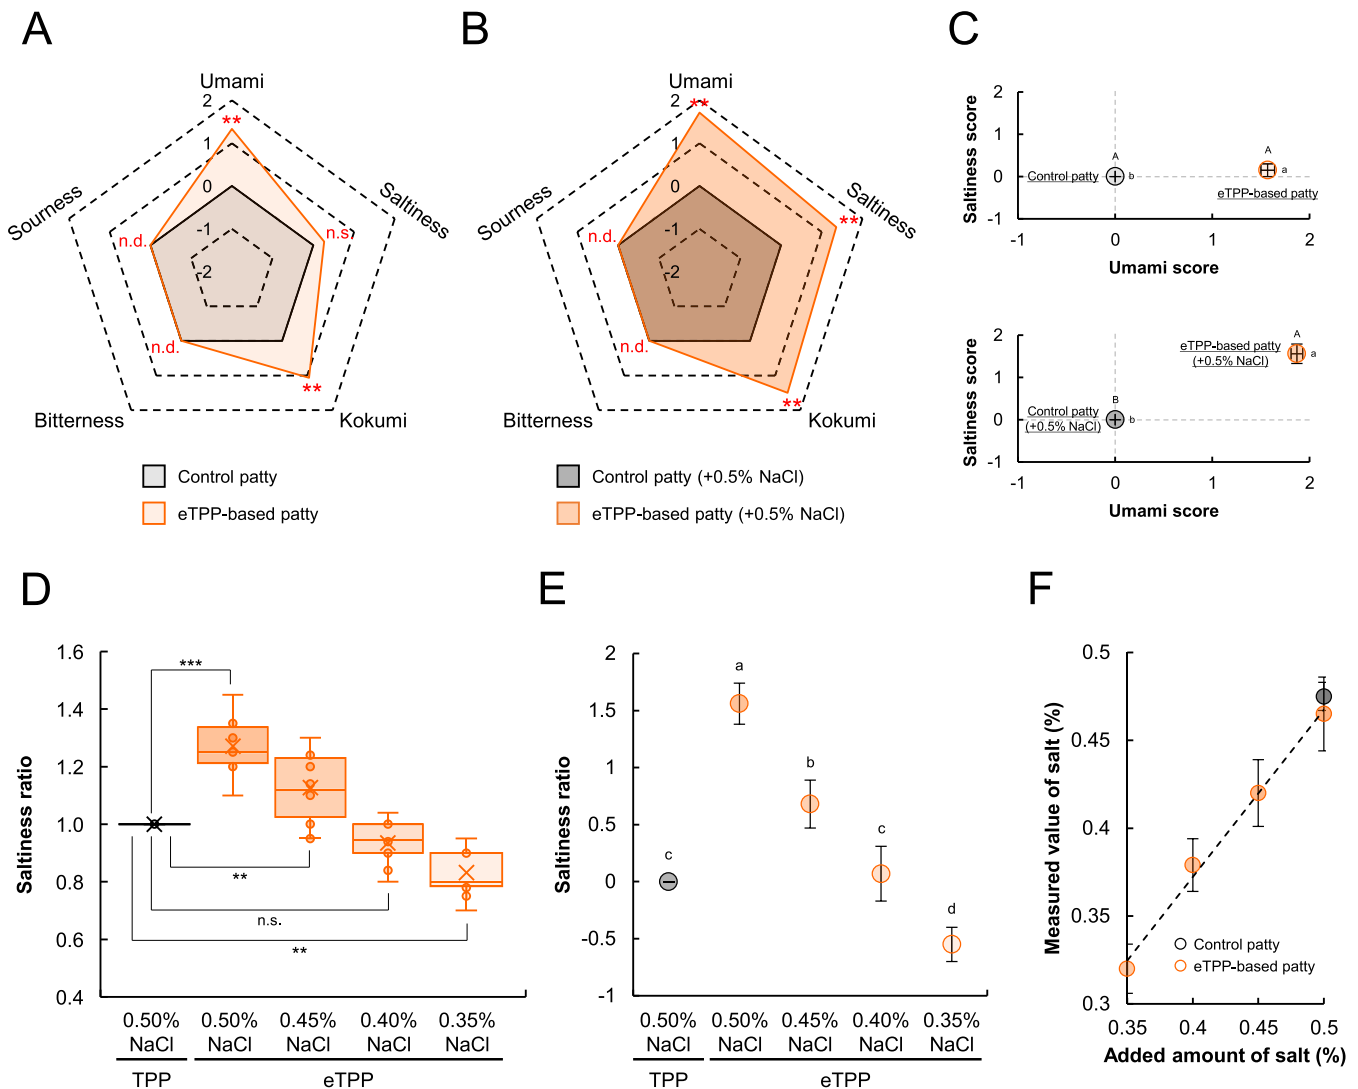 A
Umami
2
**
1
0
-1
-2
Sourness
Saltiness
n.d.
n.s.
n.d.
**
Bitterness
Kokumi
Control patty
eTPP-based patty
B
Umami
2
**
1
0
-1
-2
Sourness
Saltiness
n.d.
**
n.d.
**
Bitterness
Kokumi
Control patty (+0.5% NaCl)
eTPP-based patty (+0.5% NaCl)
C
Saltiness score
2
1
0
-1
A
A
Control patty
b
a
eTPP-based patty
-1 0 1 2
Umami score
Saltiness score
2
1
0
-1
A
eTPP-based patty
(+0.5% NaCl)
a
B
Control patty
(+0.5% NaCl)
b
-1 0 1 2
Umami score
D
Saltiness ratio
1.6
1.4
1.2
1.0
0.8
0.6
0.4
***
**
n.s.
**
0.50% 0.50% 0.45% 0.40% 0.35%
NaCl NaCl NaCl NaCl NaCl
TPP eTPP
E
Saltiness ratio
2
1.5
1
0.5
0
-0.5
-1
c
a
b
c
d
0.50% 0.50% 0.45% 0.40% 0.35%
NaCl NaCl NaCl NaCl NaCl
TPP eTPP
F
Measured value of salt (%)
0.5
0.45
0.4
0.35
0.3
Control patty
eTPP-based patty
0.35 0.4 0.45 0.5
Added amount of salt (%)